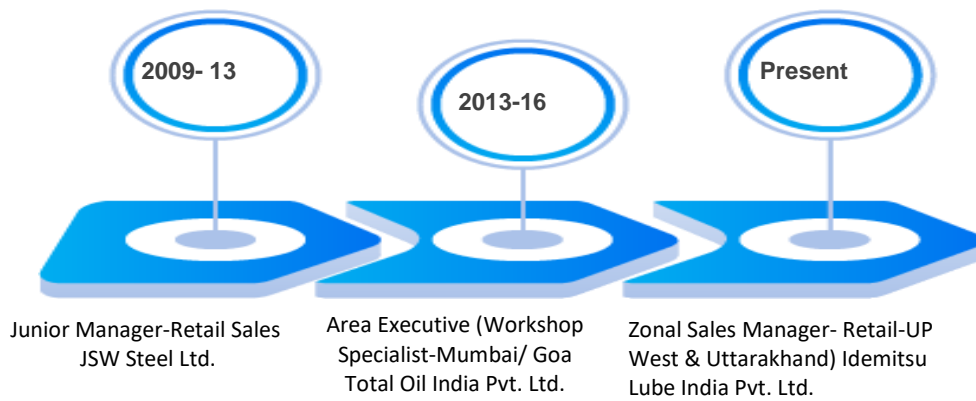 2009- 13
2013-16
Present
Junior Manager-Retail Sales
JSW Steel Ltd.
Area Executive (Workshop
Specialist-Mumbai/ Goa
Total Oil India Pvt. Ltd.
Zonal Sales Manager- Retail-UP
West & Uttarakhand) Idemitsu
Lube India Pvt. Ltd.